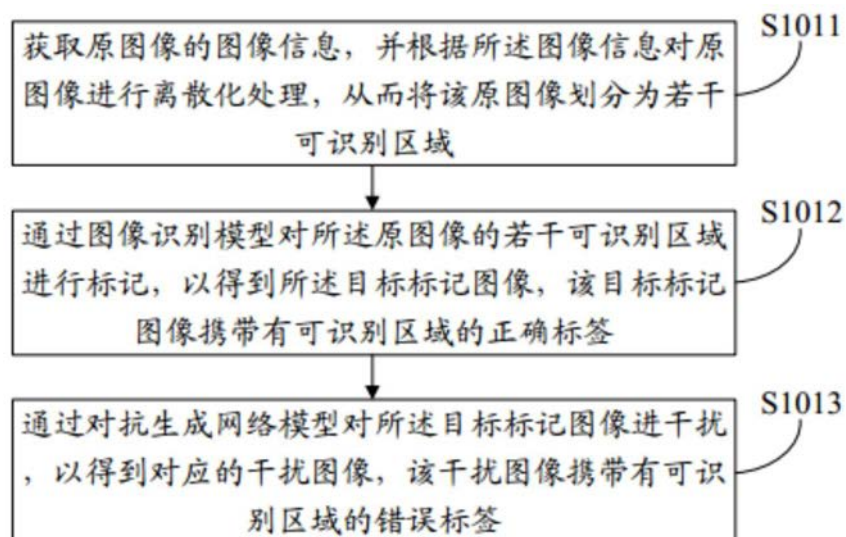 S1011
获取原图像的图像信息，并根据所述图像信息对原
图像进行离散化处理，从而将该原图像划分为若干
可识别区域
S1012
通过图像识别模型对所述原图像的若干可识别区域
进行标记，以得到所述目标标记图像，该目标标记
图像携带有可识别区域的正确标签
S1013
通过对抗生成网络模型对所述目标标记图像进干扰
，以得到对应的干扰图像，该干扰图像携带有可识
别区域的错误标签